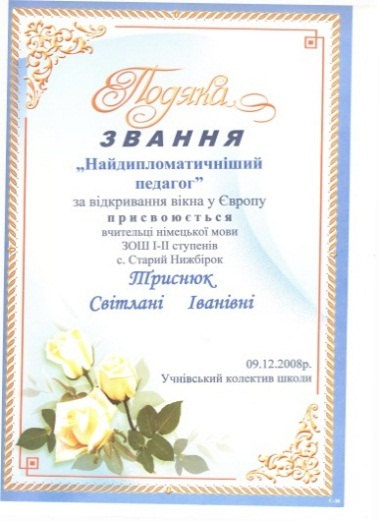 Подяка
ЗВАННЯ
„Найдипломатичніший
педагог”
за відкривання вікна у Європу
присвоюється
вчительці німецької мови
ЗОШ І-ІІ ступенів
с. Старий Нижбірок
Триснюк
Світлані Іванівні
09.12.2008р.
Учнівський колектив школи